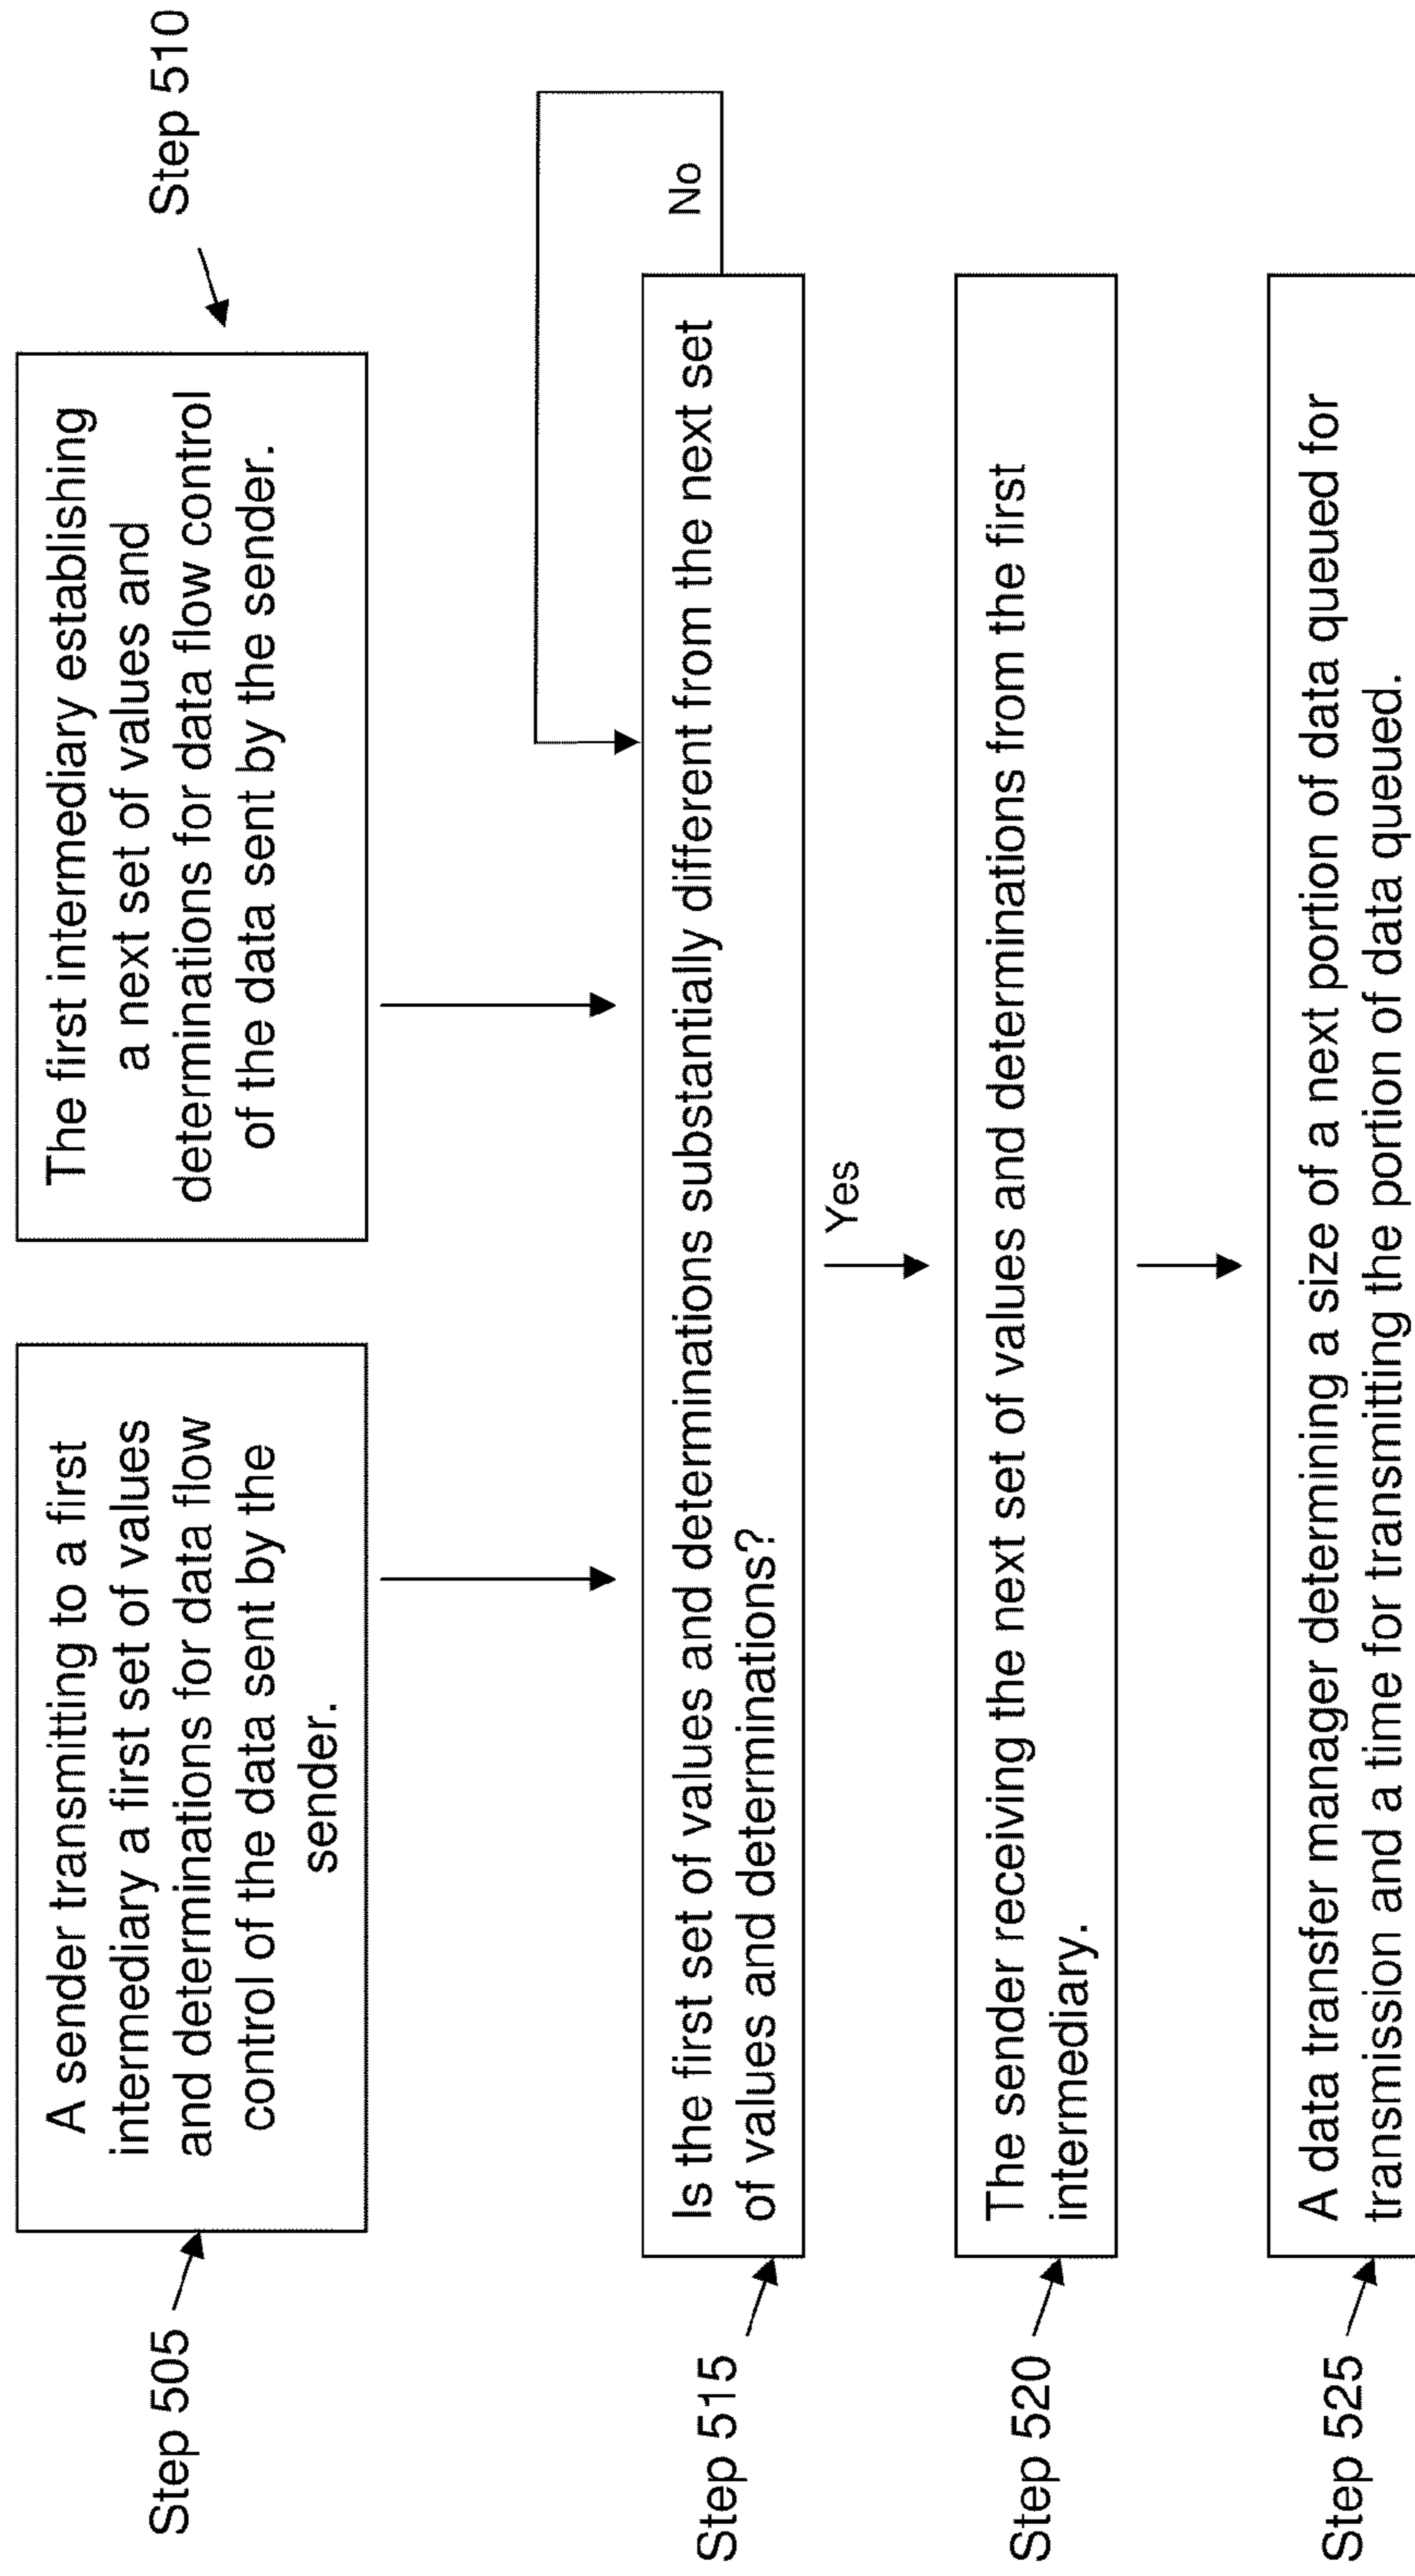 Step 505
A sender transmitting to a first
intermediary a first set of values
and determinations for data flow
control of the data sent by the
sender.
Step 510
The first intermediary establishing
a next set of values and
determinations for data flow control
of the data sent by the sender.
Step 515
Is the first set of values and determinations substantially different from the next set
of values and determinations?
No
Yes
Step 520
The sender receiving the next set of values and determinations from the first
intermediary.
Step 525
A data transfer manager determining a size of a next portion of data queued for
transmission and a time for transmitting the portion of data queued.